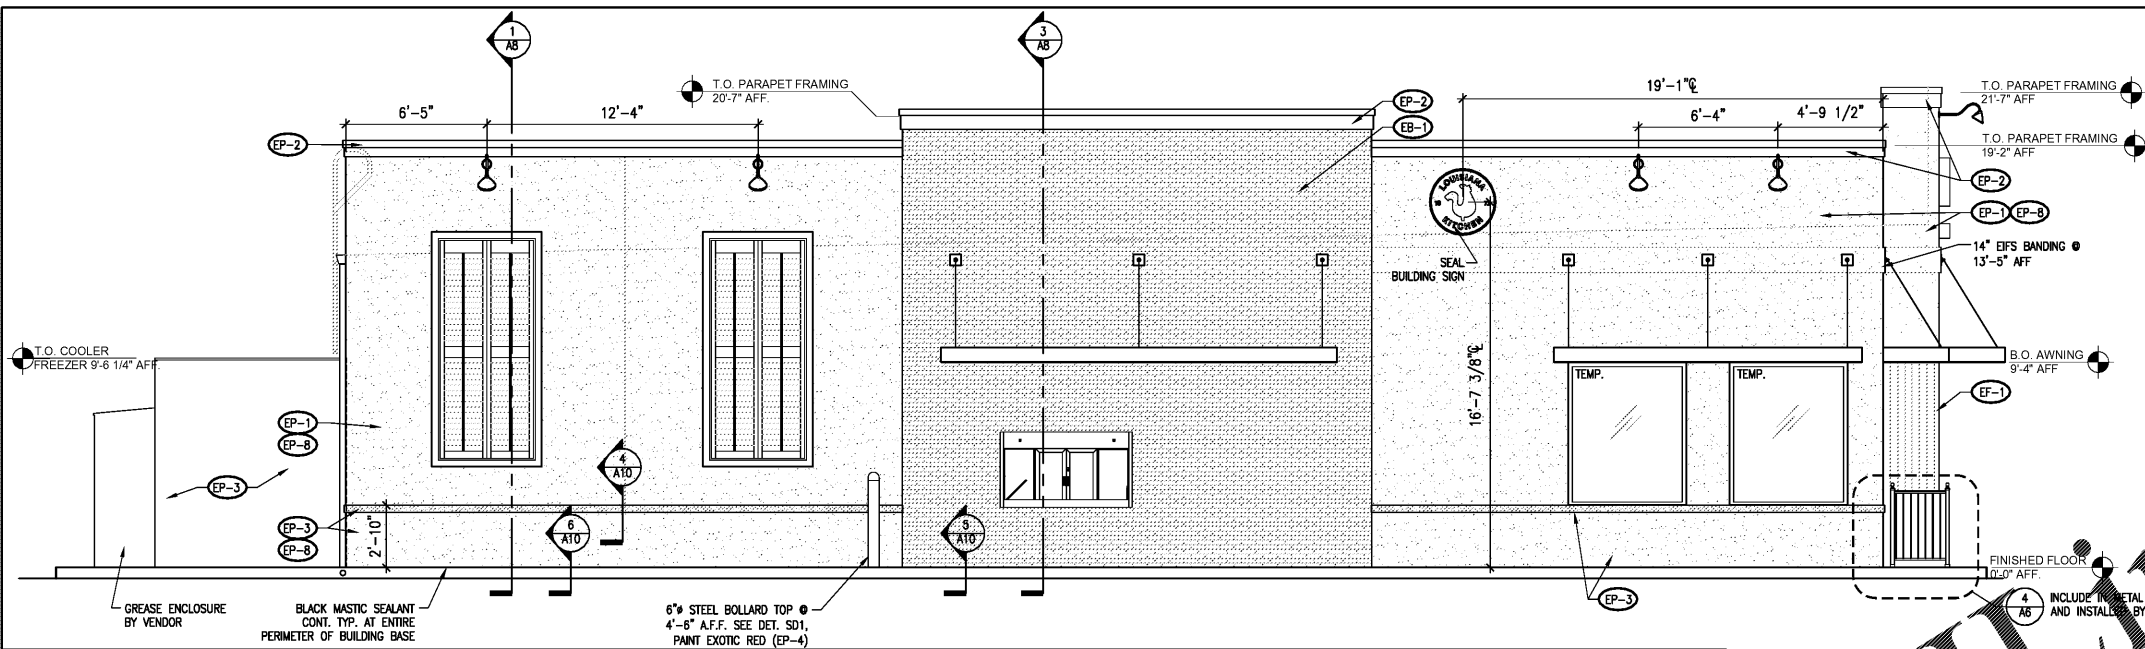 1
A8
3
A8
T.O. PARAPET FRAMING
20'-7" AFF.
19'-1"℄
T.O. PARAPET FRAMING
21'-7" AFF
6'-5"
12'-4"
EP-2
EB-1
6'-4"
4'-9 1/2"
EP-2
T.O. PARAPET FRAMING
19'-2" AFF
EP-2
LOUISIANA
KITCHEN
EP-1
EP-8
14" EIFS BANDING @
13'-5" AFF
SEAL
BUILDING SIGN
T.O. COOLER
FREEZER 9'-6 1/4" AFF.
16'-7 3/8"℄
TEMP.
TEMP.
B.O. AWNING
9'-4" AFF
EF-1
EP-1
EP-8
4
A10
EP-3
EP-3
EP-8
2'-10"
6
A10
5
A10
FINISHED FLOOR
0'-0" AFF.
GREASE ENCLOSURE
BY VENDOR
BLACK MASTIC SEALANT
CONT. TYP. AT ENTIRE
PERIMETER OF BUILDING BASE
6"ø STEEL BOLLARD TOP @
4'-6" A.F.F. SEE DET. SD1,
PAINT EXOTIC RED (EP-4)
EP-3
4
A6
INCLUDE METAL
AND INSTALLED BY